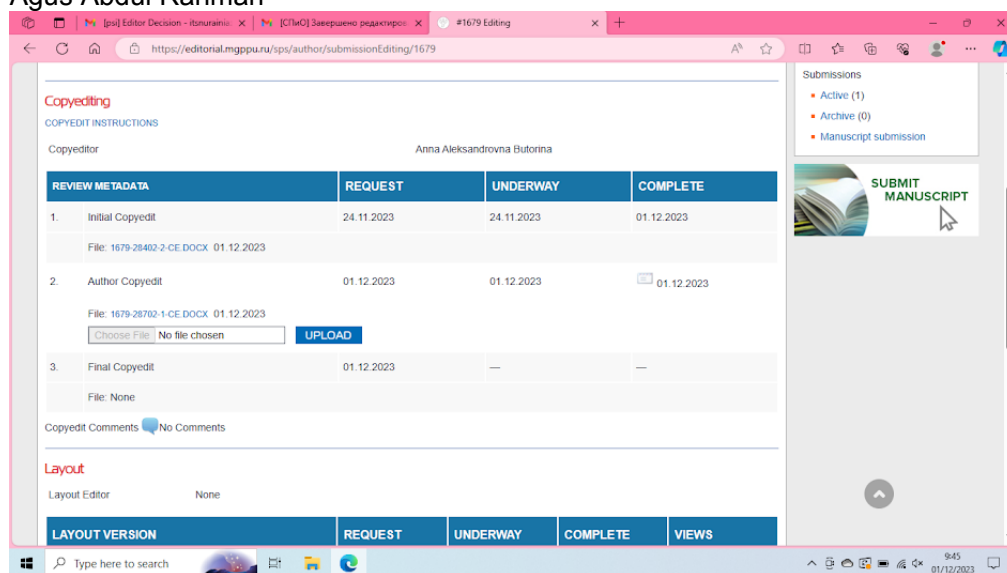 Agus Abdul Rahman
[psi] Editor Decision - itsnurainia
[СПиО] Завершено редактиров
#1679 Editing
https://editorial.mgppu.ru/sps/author/submissionEditing/1679
Submissions
Active (1)
Archive (0)
Manuscript submission
SUBMIT
MANUSCRIPT
Copyediting
COPYEDIT INSTRUCTIONS
Copyeditor Anna Aleksandrovna Butorina
REVIEW METADATA REQUEST UNDERWAY COMPLETE
1. Initial Copyedit 24.11.2023 24.11.2023 01.12.2023
File: 1679-28402-2-CE.DOCX 01.12.2023
2. Author Copyedit 01.12.2023 01.12.2023 01.12.2023
File: 1679-28702-1-CE.DOCX 01.12.2023
Choose File No file chosen UPLOAD
3. Final Copyedit 01.12.2023 — —
File: None
Copyedit Comments No Comments
Layout
Layout Editor None
LAYOUT VERSION REQUEST UNDERWAY COMPLETE VIEWS
Type here to search
9:45
01/12/2023